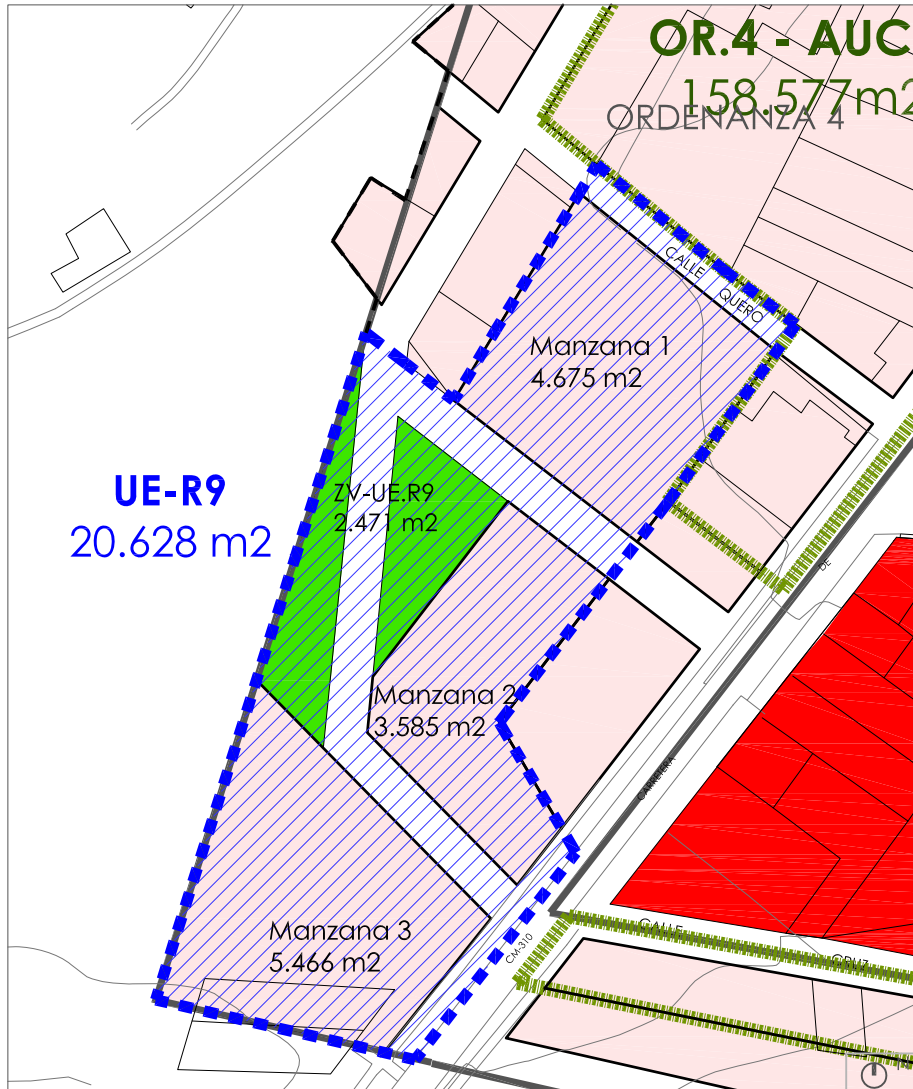 OR.4 - AUC
158.577m2
ORDENANZA 4
CALLE QUERO
Manzana 1
4.675 m2
UE-R9
20.628 m2
ZV-UE.R9
2.471 m2
DE
Manzana 2
3.585 m2
CARRETERA
Manzana 3
5.466 m2
CM-310
CALLE
CRUZ